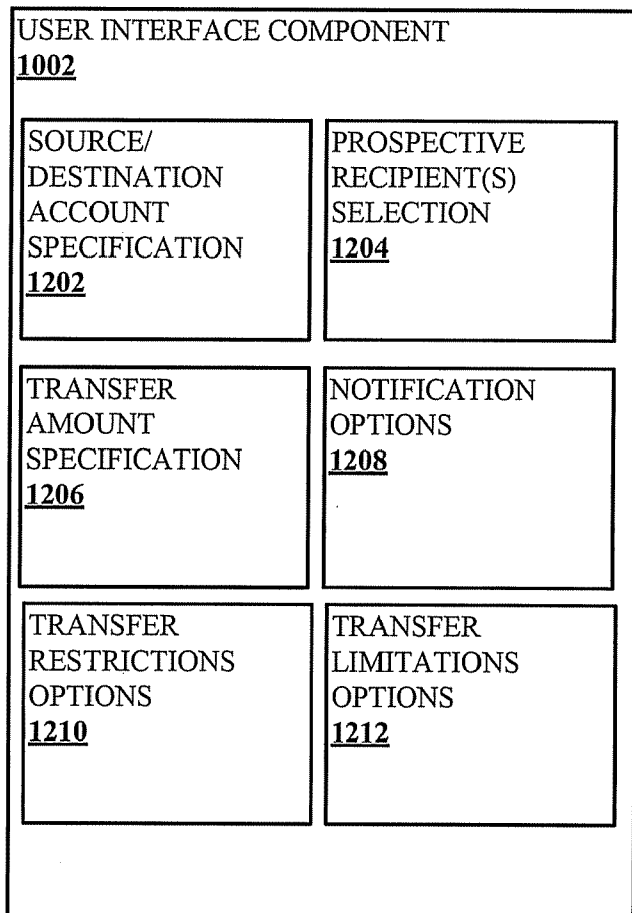 USER INTERFACE COMPONENT
1002
SOURCE/
DESTINATION
ACCOUNT
SPECIFICATION
1202
PROSPECTIVE
RECIPIENT(S)
SELECTION
1204
TRANSFER
AMOUNT
SPECIFICATION
1206
NOTIFICATION
OPTIONS
1208
TRANSFER
RESTRICTIONS
OPTIONS
1210
TRANSFER
LIMITATIONS
OPTIONS
1212